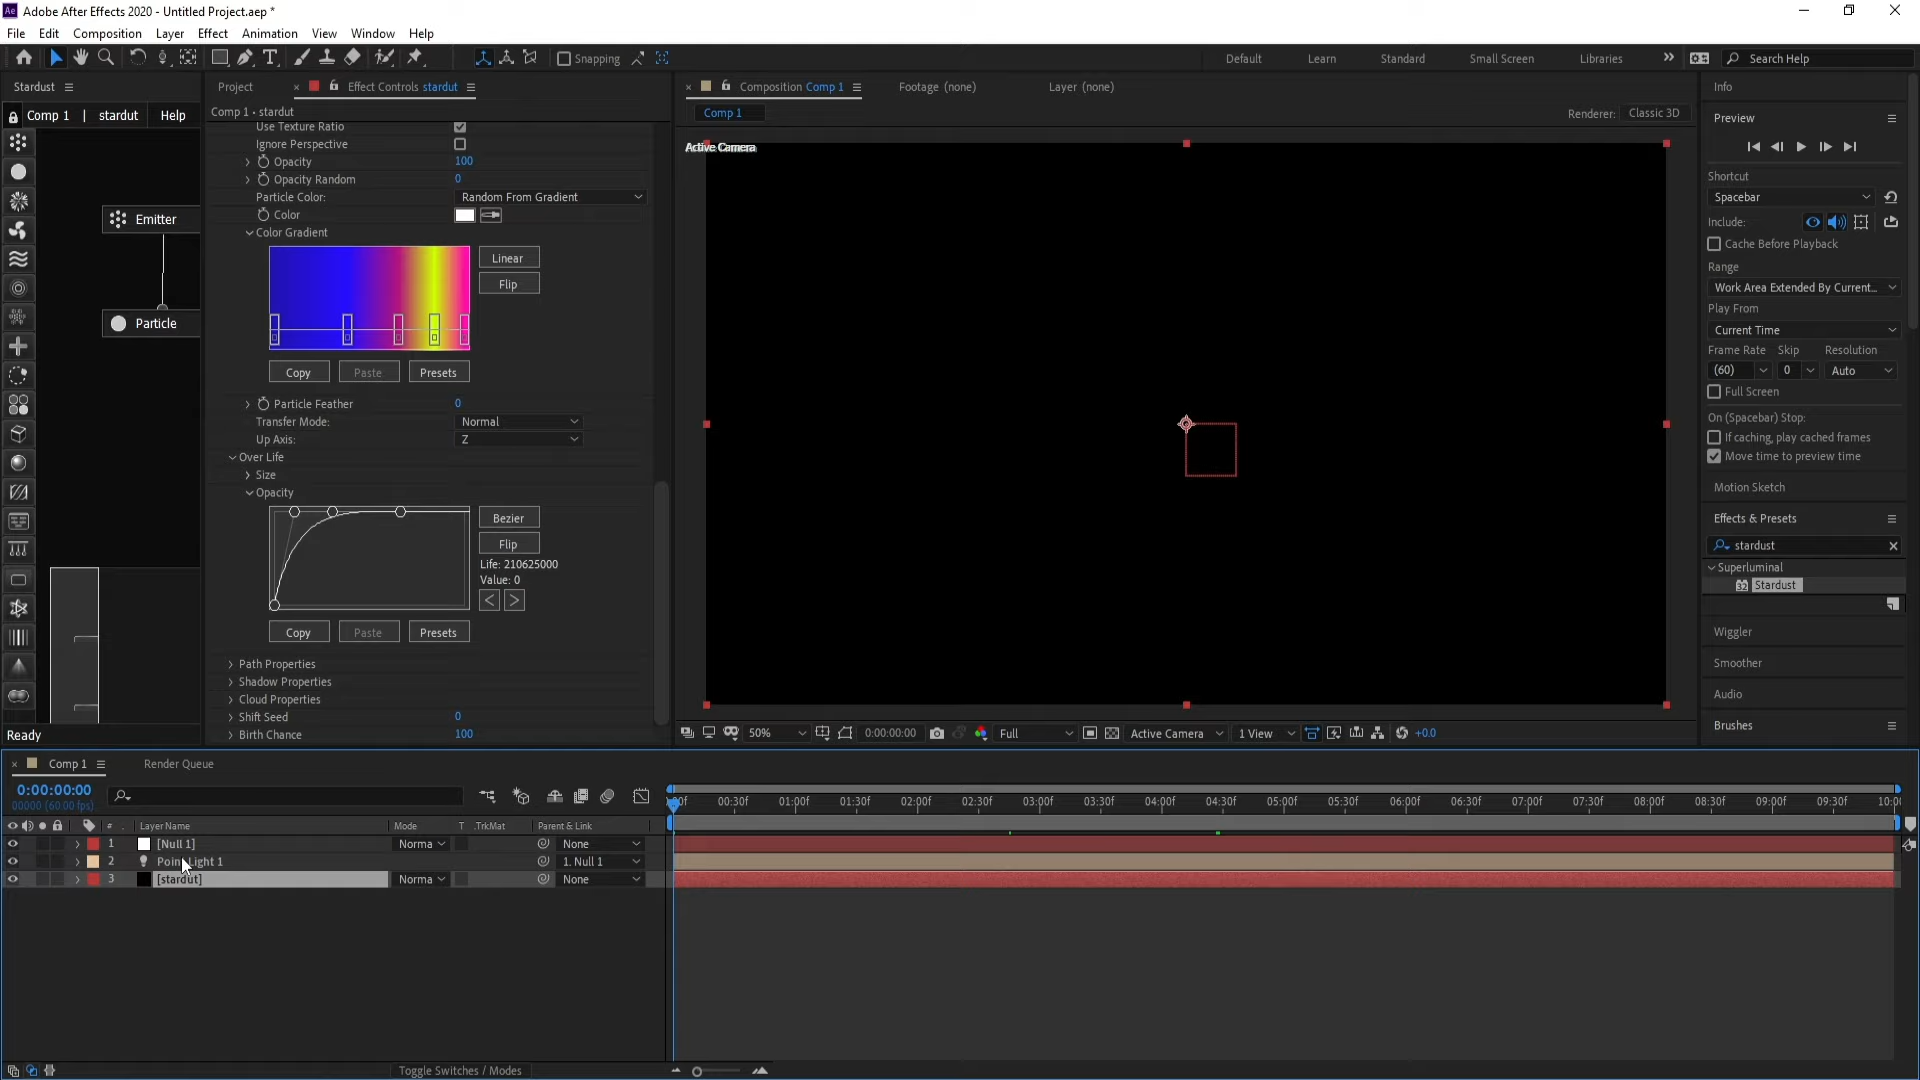 Adobe After Effects 2020 - Untitled Project.aep *
File Edit Composition Layer Effect Animation View Window Help
Snapping
Default Learn Standard Small Screen Libraries Search Help
Stardust
Project Effect Controls stardut
Composition Comp 1 Footage (none) Layer (none)
Info
Comp 1 | stardut Help
Comp 1 • stardut
Comp 1
Renderer: Classic 3D
Preview
Use Texture Ratio
Ignore Perspective
Opacity 100
Opacity Random 0
Particle Color: Random From Gradient
Color
Color Gradient
Linear
Flip
Copy Paste Presets
Particle Feather 0
Transfer Mode: Normal
Up Axis: Z
Over Life
Size
Opacity
Bezier
Flip
Life: 210625000
Value: 0
< >
Copy Paste Presets
Path Properties
Shadow Properties
Cloud Properties
Shift Seed 0
Birth Chance 100
Emitter
Particle
Ready
Active Camera
50% 0:00:00:00 Full Active Camera 1 View +0.0
Shortcut
Spacebar
Include:
Cache Before Playback
Range
Work Area Extended By Current...
Play From
Current Time
Frame Rate Skip Resolution
(60) 0 Auto
Full Screen
On (Spacebar) Stop:
If caching, play cached frames
Move time to preview time
Motion Sketch
Effects & Presets
stardust
Superluminal
Stardust
Wiggler
Smoother
Audio
Brushes
Comp 1 Render Queue
0:00:00:00
00000 (60.00 fps)
00:30f 01:00f 01:30f 02:00f 02:30f 03:00f 03:30f 04:00f 04:30f 05:00f 05:30f 06:00f 06:30f 07:00f 07:30f 08:00f 08:30f 09:00f 09:30f
# Layer Name Mode T .TrkMat Parent & Link
1 [Null 1] Norma None
2 Point Light 1 1. Null 1
3 [stardut] Norma None
Toggle Switches / Modes